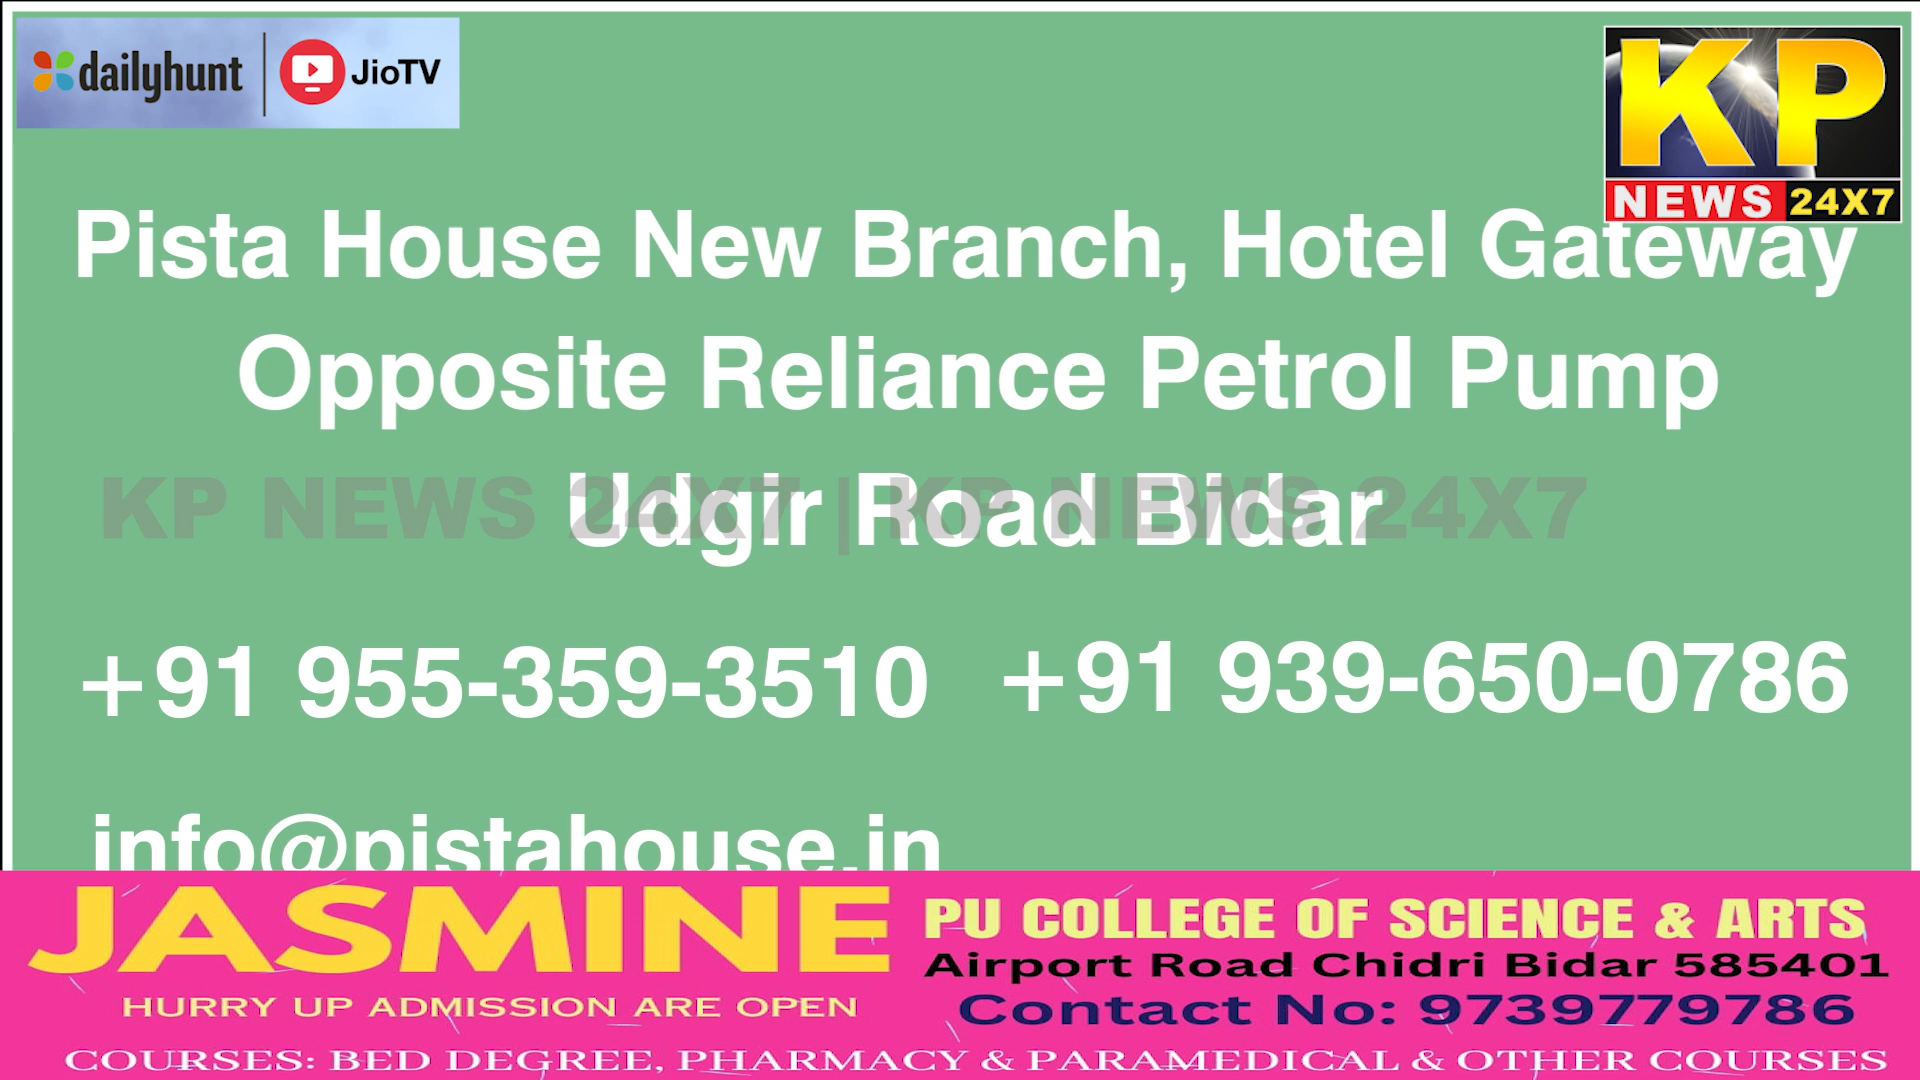 dailyhunt | JioTV
KP
NEWS 24X7
Pista House New Branch, Hotel Gateway
Opposite Reliance Petrol Pump
Udgir Road Bidar
KP NEWS 24X7 | KP NEWS 24X7
+91 955-359-3510 +91 939-650-0786
info@pistahouse.in
JASMINE
HURRY UP ADMISSION ARE OPEN
PU COLLEGE OF SCIENCE & ARTS
Airport Road Chidri Bidar 585401
Contact No: 9739779786
COURSES: BED DEGREE, PHARMACY & PARAMEDICAL & OTHER COURSES